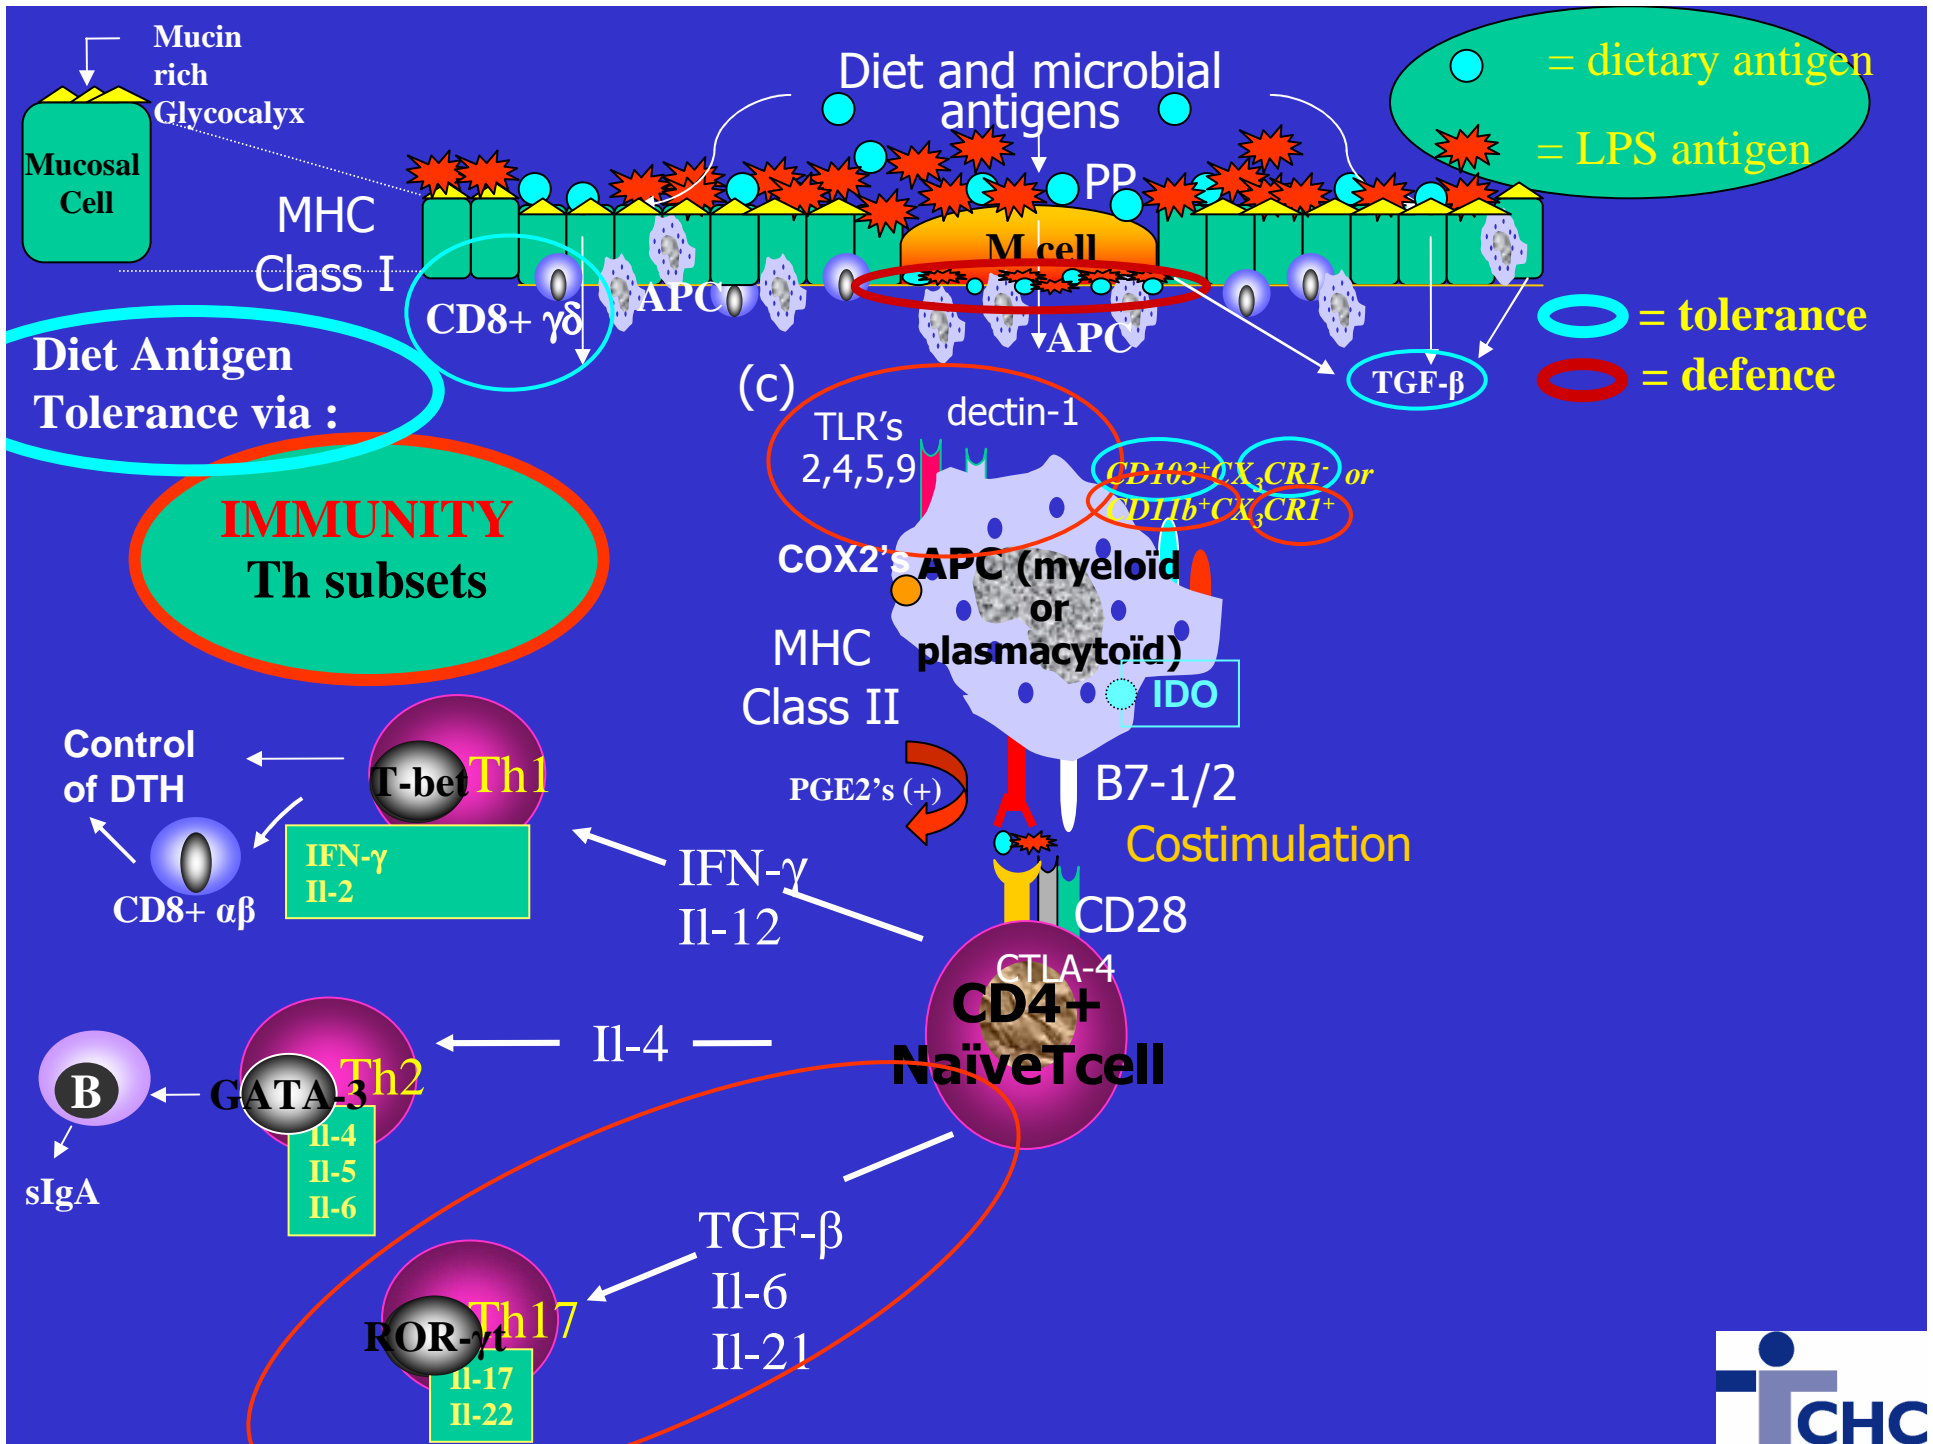 Mucin
rich
Glycocalyx
Mucosal
Cell
Diet and microbial
antigens
= dietary antigen
= LPS antigen
PP
MHC
Class I
M cell
CD8+ γδ
APC
APC
TGF-β
= tolerance
= defence
Diet Antigen
Tolerance via :
(c)
TLR's
2,4,5,9
dectin-1
CD103+CX3CR1- or
CD11b+CX3CR1+
IMMUNITY
Th subsets
COX2's
APC (myeloïd
or
plasmacytoïd)
MHC
Class II
IDO
Control
of DTH
T-bet
Th1
PGE2's (+)
B7-1/2
Costimulation
IFN-γ
Il-2
CD8+ αβ
IFN-γ
Il-12
CD28
CTLA-4
CD4+
NaïveTcell
Il-4
Th2
GATA-3
B
Il-4
Il-5
Il-6
sIgA
TGF-β
Il-6
Il-21
Th17
ROR-γt
Il-17
Il-22
CHC